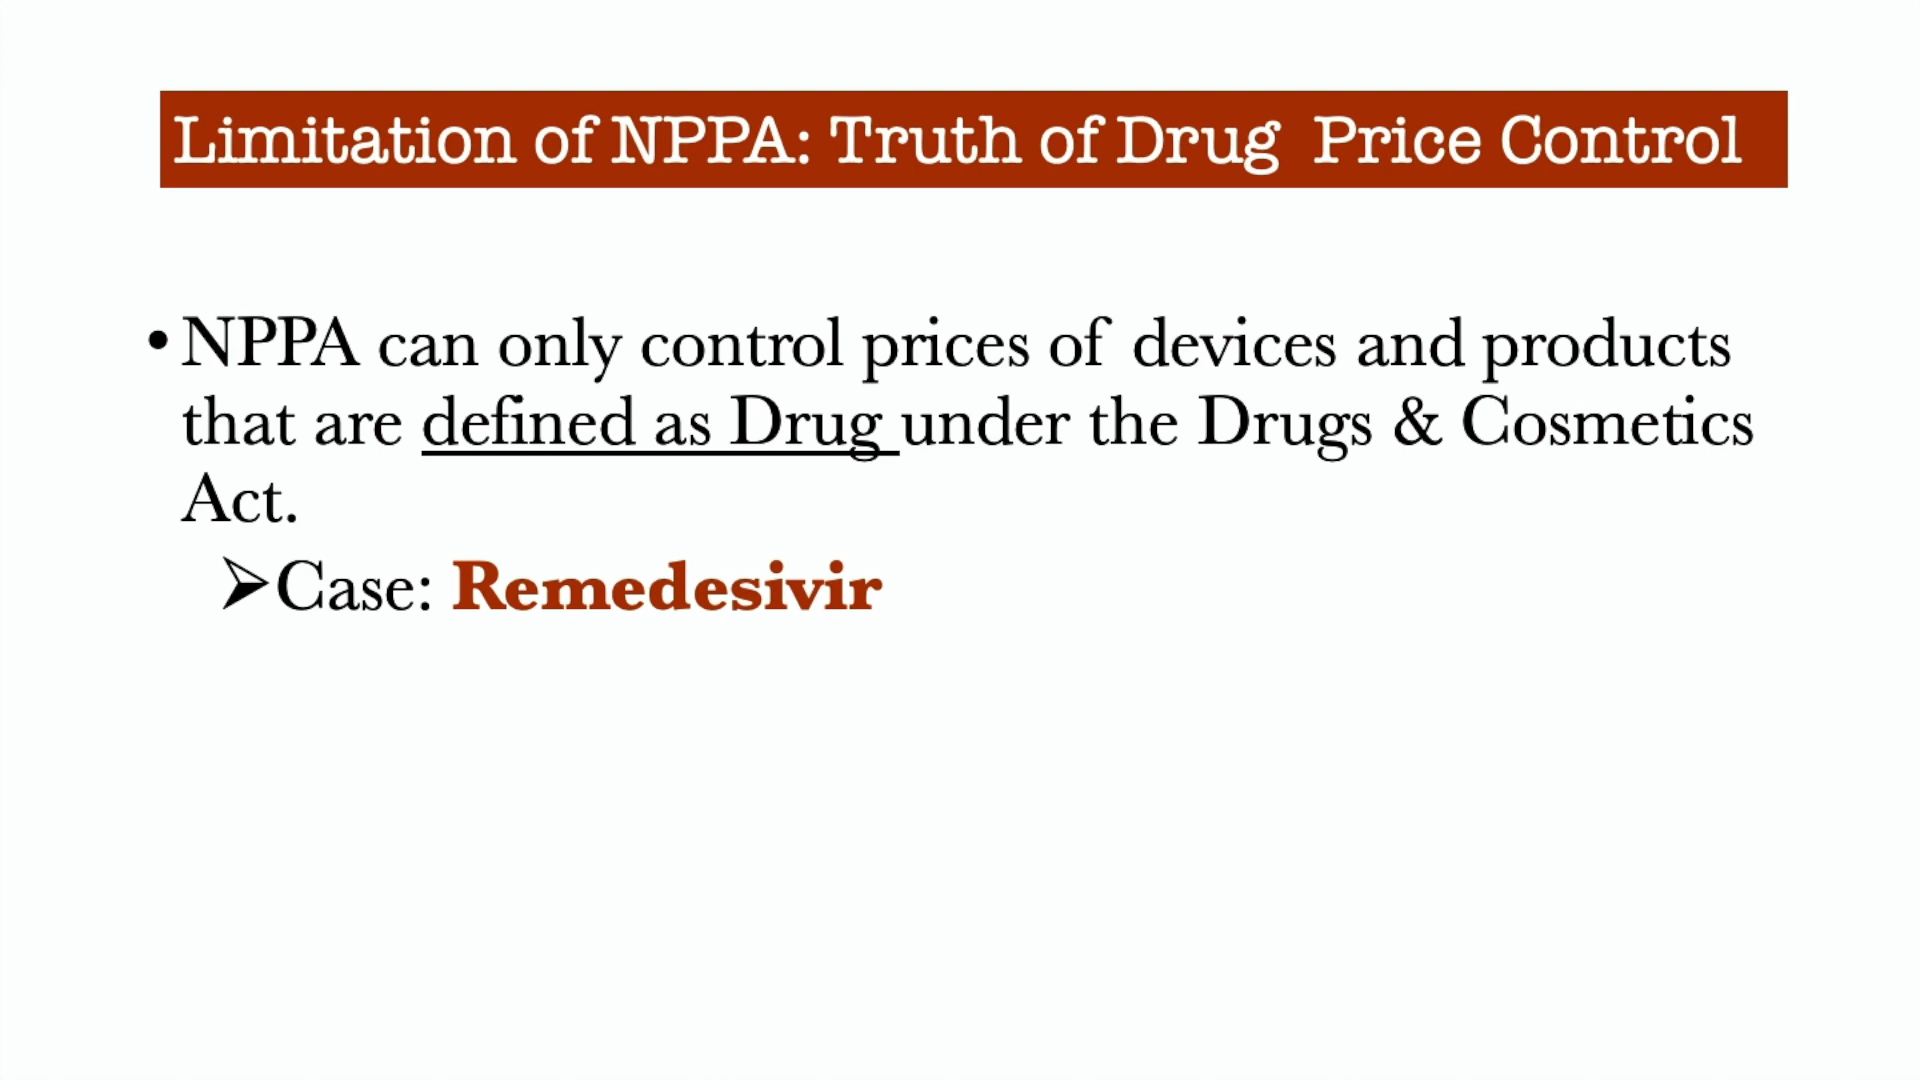 Limitation of NPPA: Truth of Drug Price Control
• NPPA can only control prices of devices and products
that are defined as Drug under the Drugs & Cosmetics
Act.
➢Case: Remedesivir